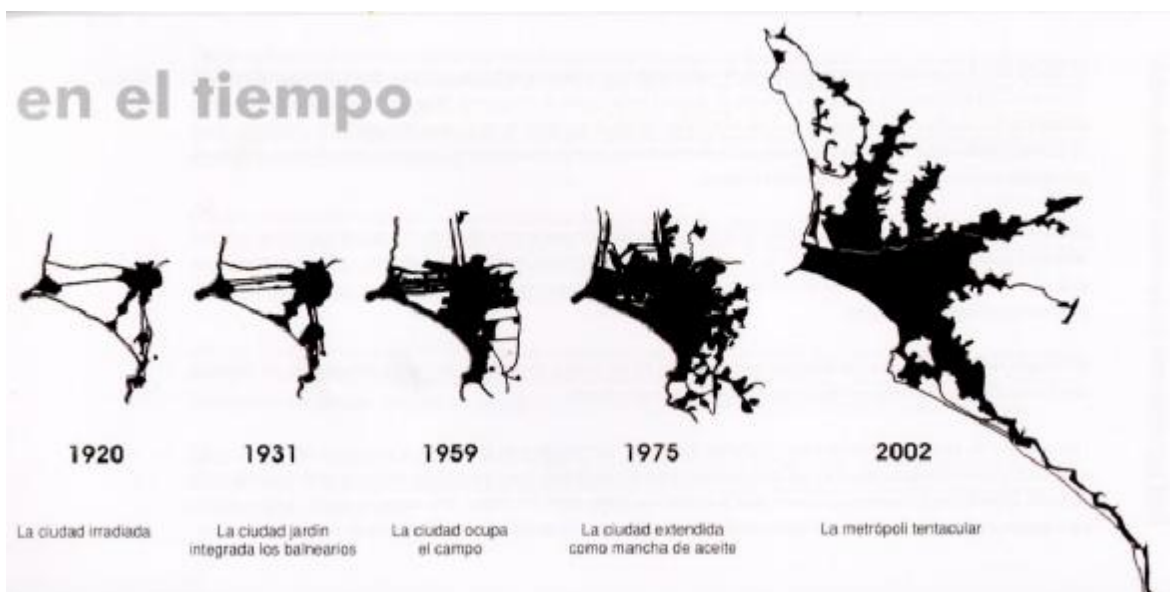 en el tiempo
1920
1931
1959
1975
2002
La ciudad irradiada
La ciudad jardín
integrada los balnearios
La ciudad ocupa
el campo
La ciudad extendida
como mancha de aceite
La metrópoli tentacular